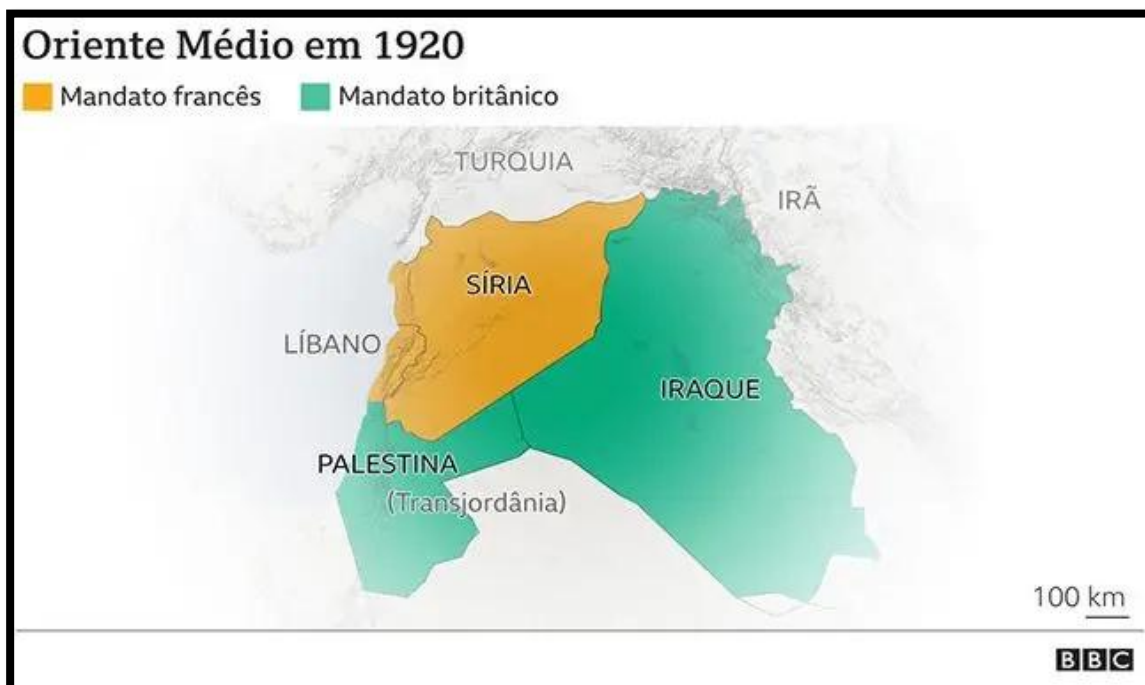 Oriente Médio em 1920
Mandato francês
Mandato britânico
TURQUIA
IRÃ
SÍRIA
LÍBANO
IRAQUE
PALESTINA
(Transjordânia)
100 km
BBC